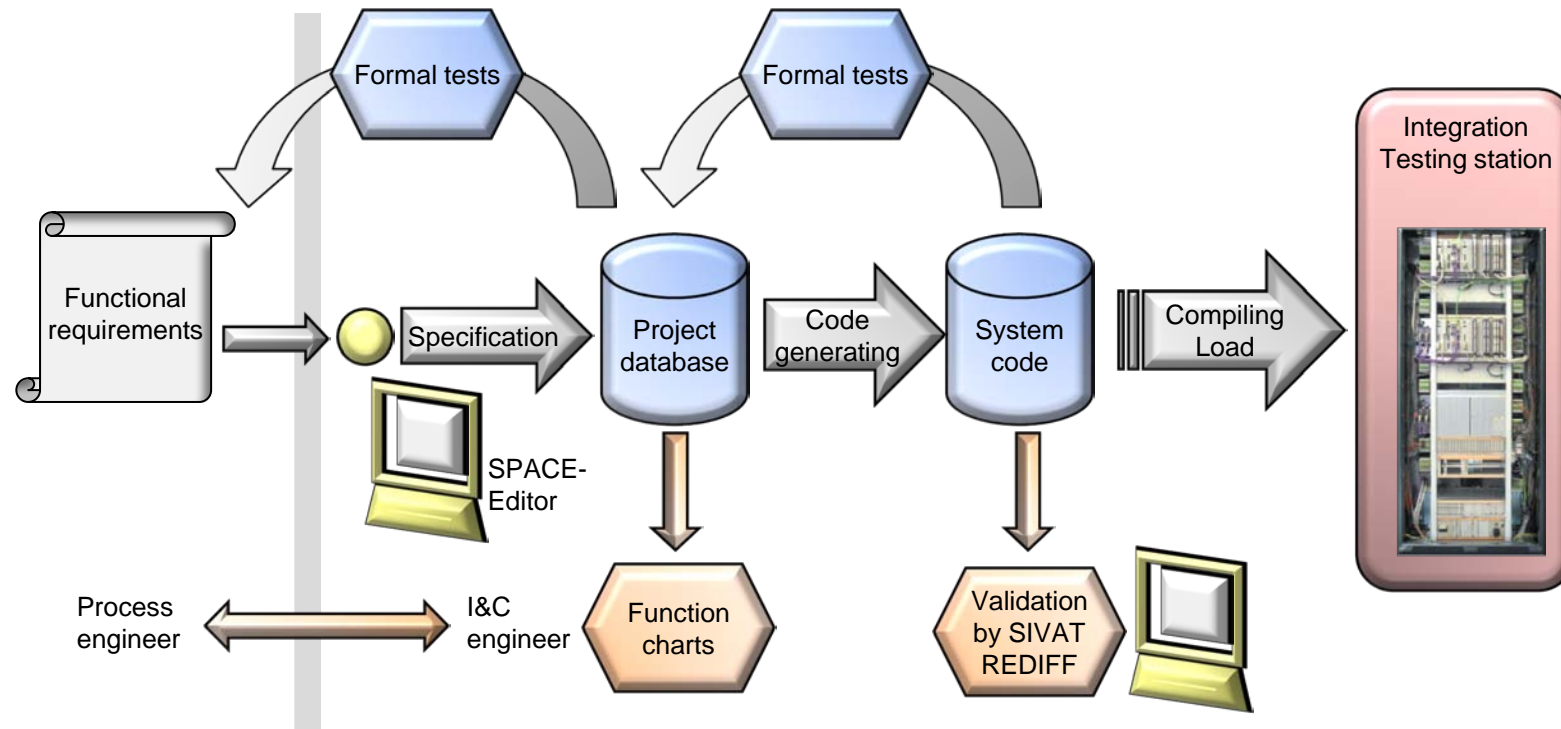 Formal tests
Formal tests
Integration
Testing station
Functional
requirements
Specification
Project
database
Code
generating
System
code
Compiling
Load
SPACE-
Editor
Process
engineer
I&C
engineer
Function
charts
Validation
by SIVAT
REDIFF